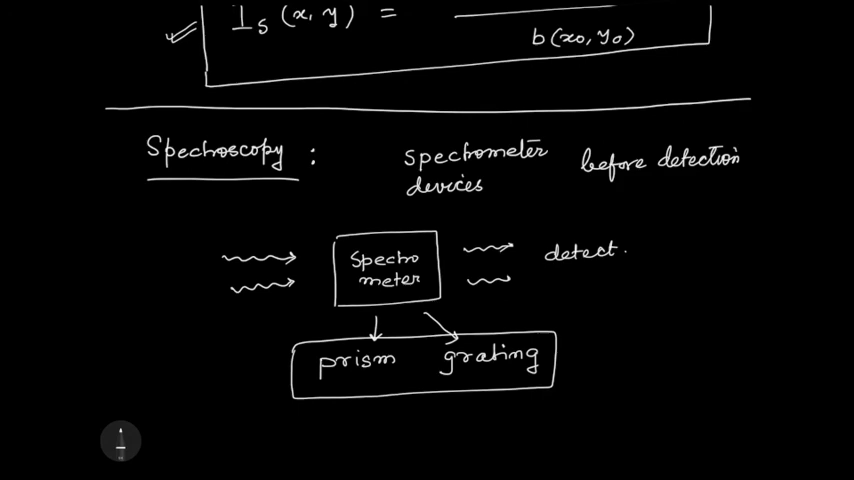 I_s (x, y) =
b(x0, y0)
Spectroscopy : spectrometer before detection
devices
Spectro
meter
detect.
prism grating